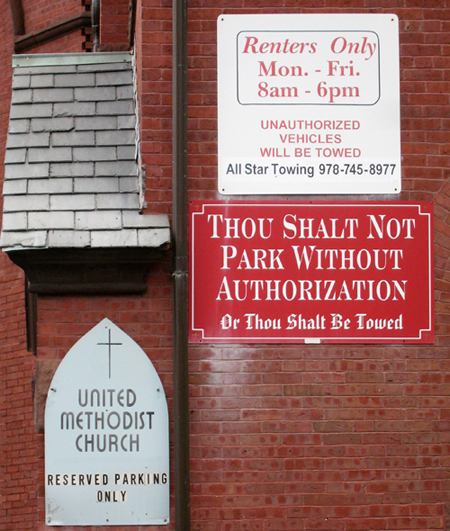 Renters Only
Mon. - Fri.
8am - 6pm
UNAUTHORIZED
VEHICLES
WILL BE TOWED
All Star Towing 978-745-8977
THOU SHALT NOT
PARK WITHOUT
AUTHORIZATION
Or Thou Shalt Be Towed
UNITED
METHODIST
CHURCH
RESERVED PARKING
ONLY